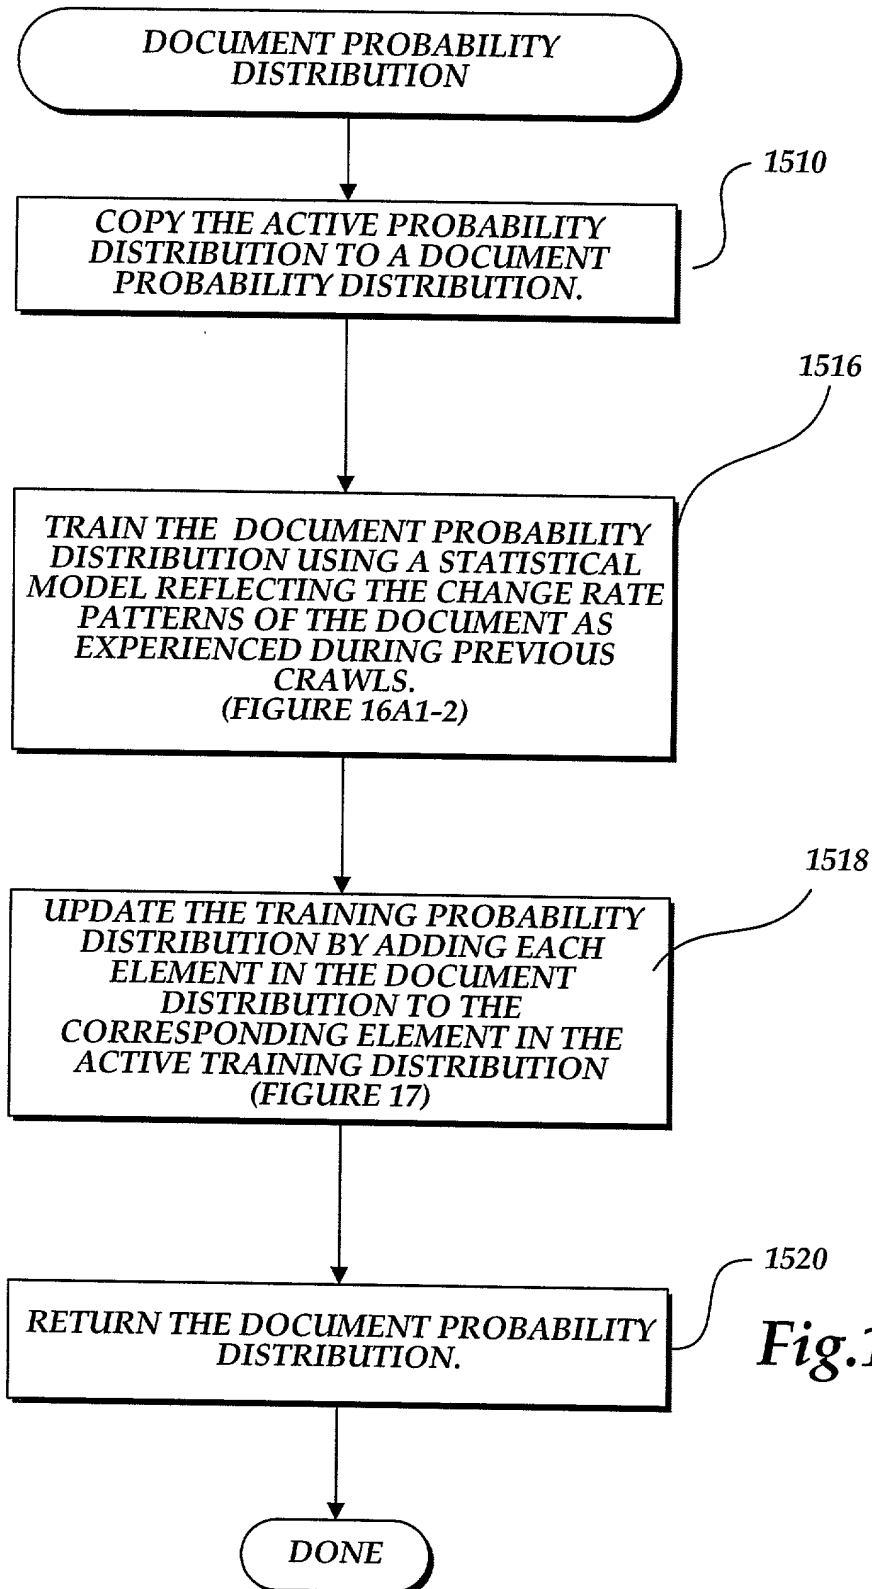 DOCUMENT PROBABILITY
DISTRIBUTION
1510
COPY THE ACTIVE PROBABILITY
DISTRIBUTION TO A DOCUMENT
PROBABILITY DISTRIBUTION.
1516
TRAIN THE DOCUMENT PROBABILITY
DISTRIBUTION USING A STATISTICAL
MODEL REFLECTING THE CHANGE RATE
PATTERNS OF THE DOCUMENT AS
EXPERIENCED DURING PREVIOUS
CRAWLS.
(FIGURE 16A1-2)
1518
UPDATE THE TRAINING PROBABILITY
DISTRIBUTION BY ADDING EACH
ELEMENT IN THE DOCUMENT
DISTRIBUTION TO THE
CORRESPONDING ELEMENT IN THE
ACTIVE TRAINING DISTRIBUTION
(FIGURE 17)
1520
RETURN THE DOCUMENT PROBABILITY
DISTRIBUTION.
Fig.
DONE